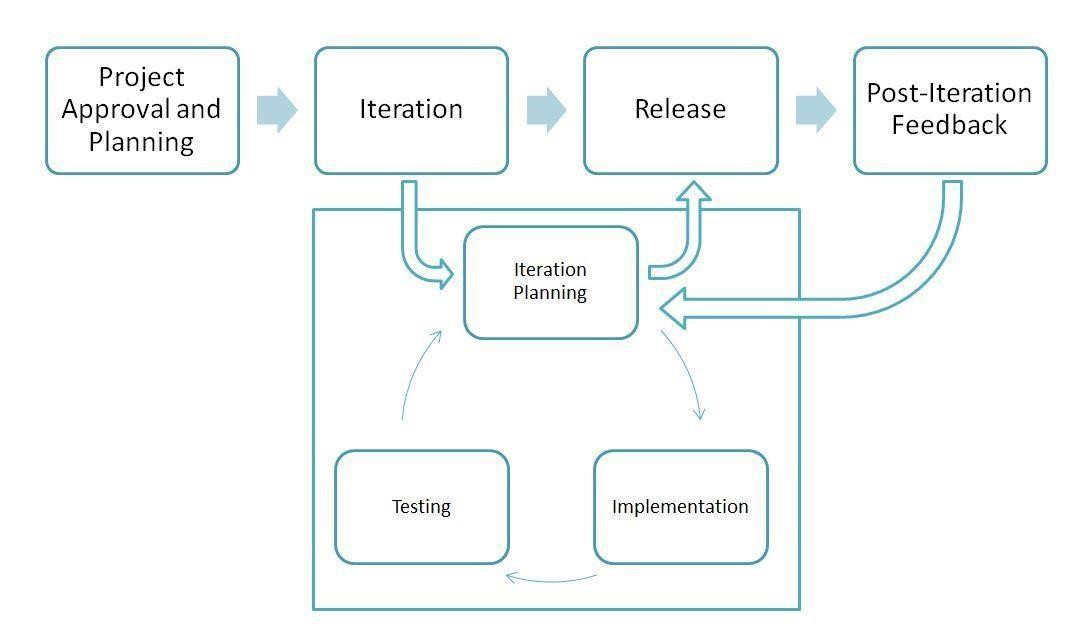 Project
Approval and
Planning
Iteration
Release
Post-Iteration
Feedback
Iteration
Planning
Testing
Implementation